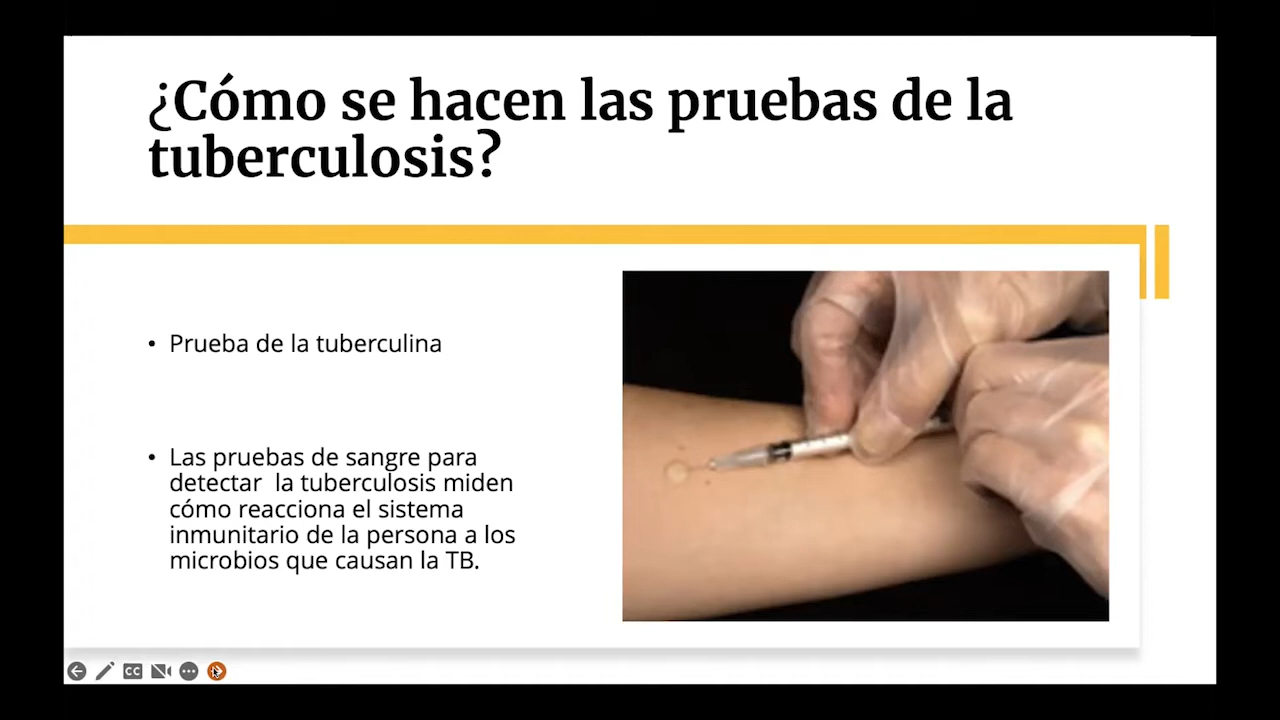 ¿Cómo se hacen las pruebas de la
tuberculosis?
• Prueba de la tuberculina
• Las pruebas de sangre para
detectar  la tuberculosis miden
cómo reacciona el sistema
inmunitario de la persona a los
microbios que causan la TB.
CC